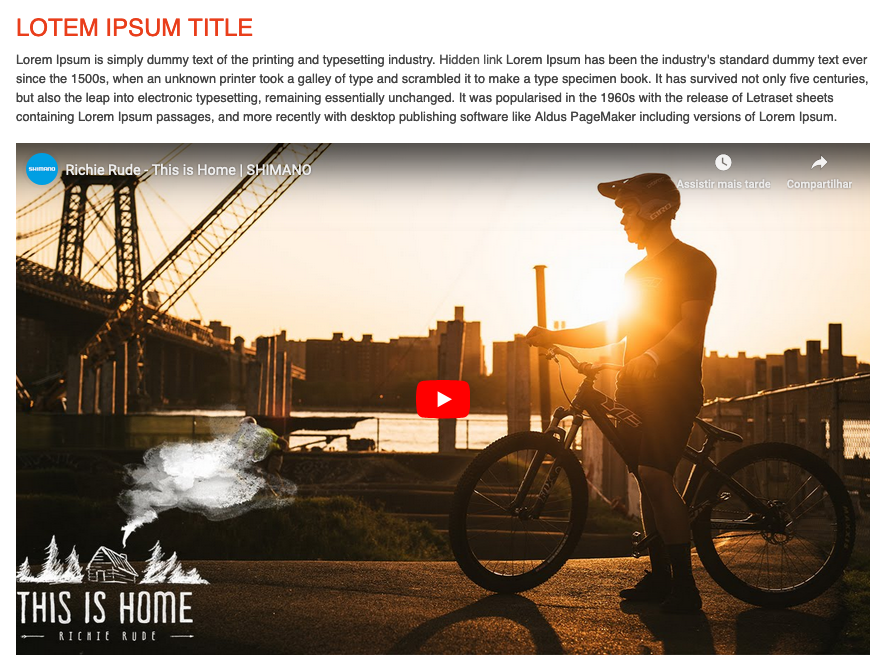 LOTEM IPSUM TITLE
Lorem Ipsum is simply dummy text of the printing and typesetting industry. Hidden link Lorem Ipsum has been the industry's standard dummy text ever
since the 1500s, when an unknown printer took a galley of type and scrambled it to make a type specimen book. It has survived not only five centuries,
but also the leap into electronic typesetting, remaining essentially unchanged. It was popularised in the 1960s with the release of Letraset sheets
containing Lorem Ipsum passages, and more recently with desktop publishing software like Aldus PageMaker including versions of Lorem Ipsum.
SHIMANO
Richie Rude - This is Home | SHIMANO
Assistir mais tarde
Compartilhar
GIRO
THIS IS HOME
RICHIE RUDE